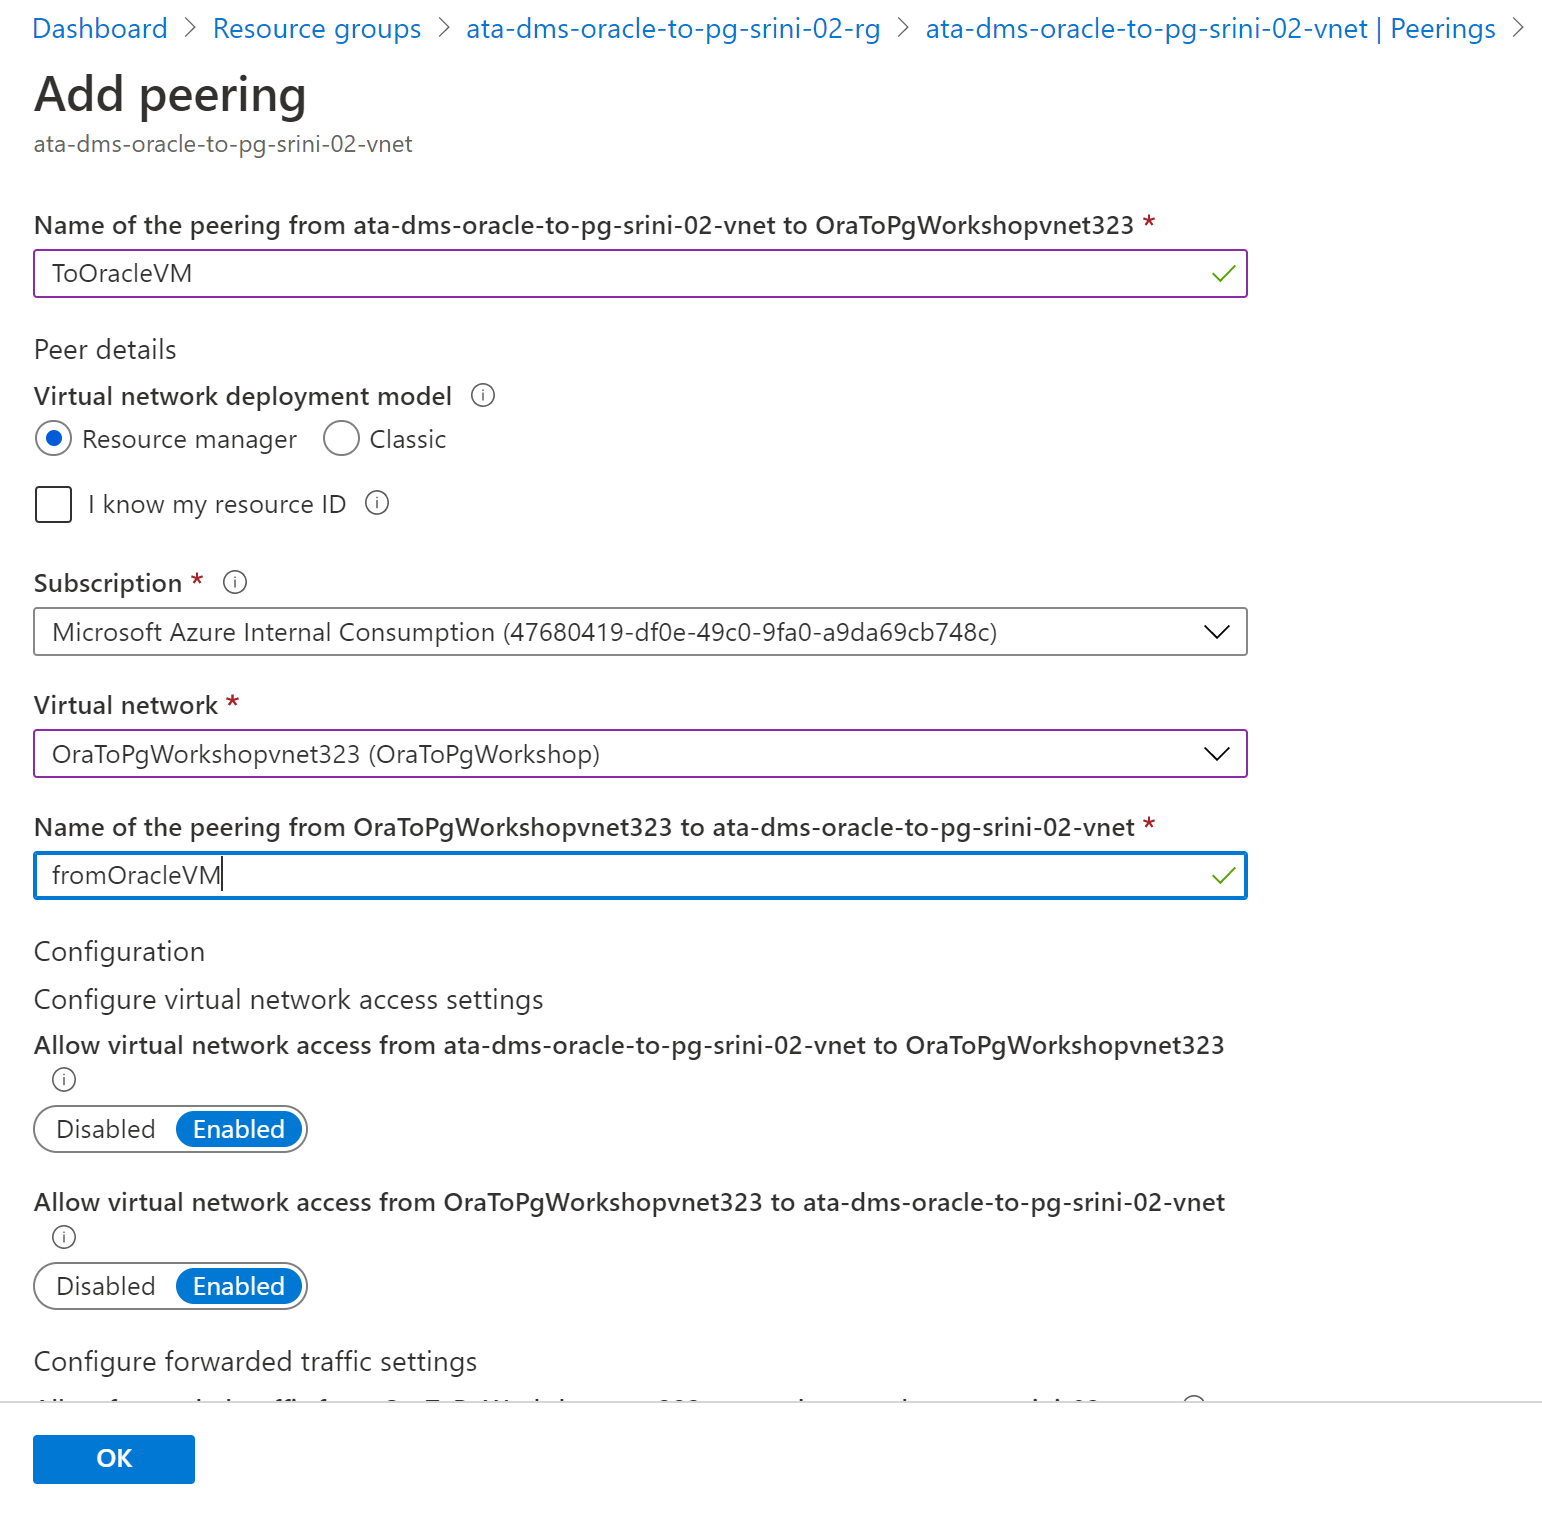 Dashboard > Resource groups > ata-dms-oracle-to-pg-srini-02-rg > ata-dms-oracle-to-pg-srini-02-vnet | Peerings >
Add peering
ata-dms-oracle-to-pg-srini-02-vnet
Name of the peering from ata-dms-oracle-to-pg-srini-02-vnet to OraToPgWorkshopvnet323 *
ToOracleVM
Peer details
Virtual network deployment model
Resource manager Classic
I know my resource ID
Subscription *
Microsoft Azure Internal Consumption (47680419-df0e-49c0-9fa0-a9da69cb748c)
Virtual network *
OraToPgWorkshopvnet323 (OraToPgWorkshop)
Name of the peering from OraToPgWorkshopvnet323 to ata-dms-oracle-to-pg-srini-02-vnet *
fromOracleVM
Configuration
Configure virtual network access settings
Allow virtual network access from ata-dms-oracle-to-pg-srini-02-vnet to OraToPgWorkshopvnet323
Disabled Enabled
Allow virtual network access from OraToPgWorkshopvnet323 to ata-dms-oracle-to-pg-srini-02-vnet
Disabled Enabled
Configure forwarded traffic settings
OK